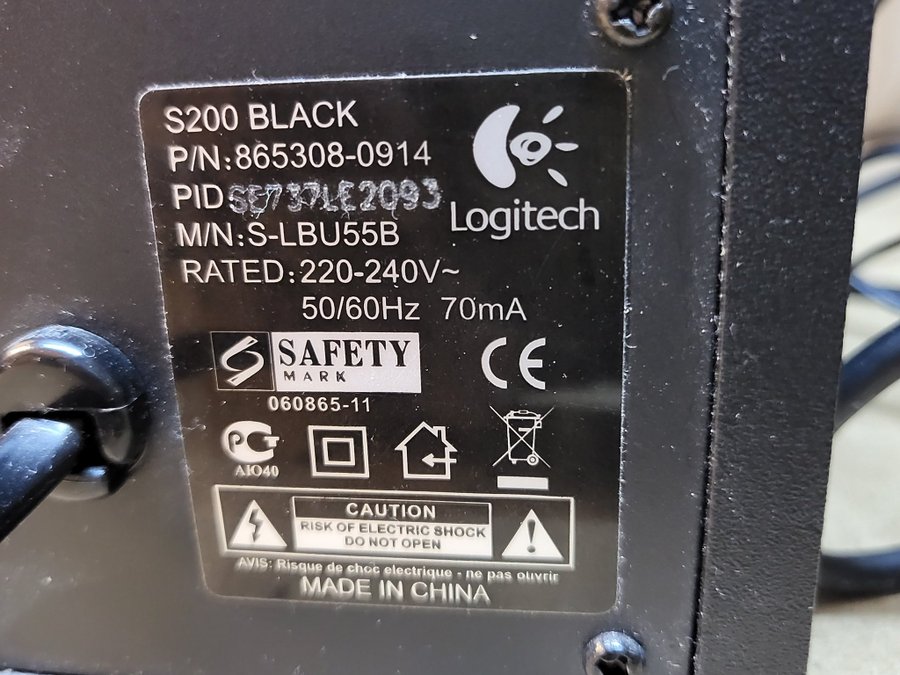 S200 BLACK
P/N:865308-0914
PID SE737LE2093
M/N:S-LBU55B
Logitech
RATED:220-240V~
50/60Hz 70mA
SAFETY
MARK
CE
060865-11
PCT
AIO40
CAUTION
RISK OF ELECTRIC SHOCK
DO NOT OPEN
AVIS: Risque de choc electrique - ne pas ouvrir
MADE IN CHINA